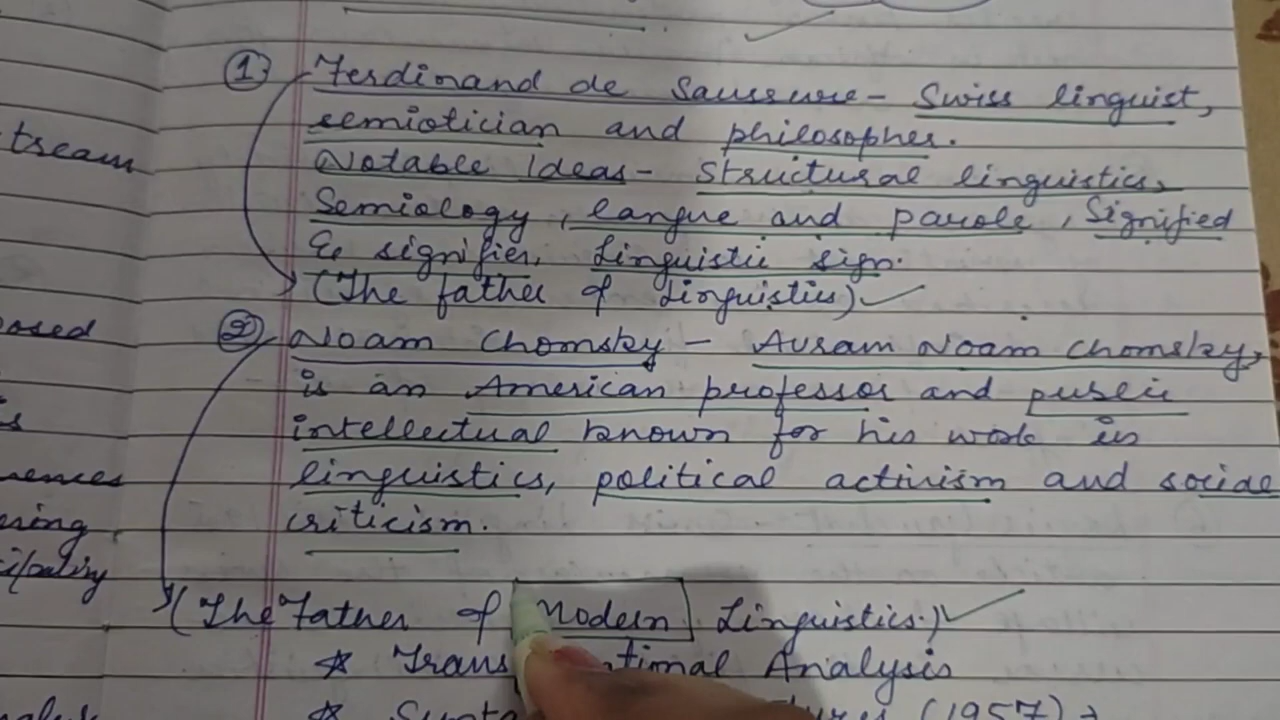 tream
① Ferdinand de Saussure - Swiss linguist,
semiotician and philosopher.
Notable Ideas - Structural linguistics,
Semiology, langue and parole, Signified
& signifier, Linguistic sign.
(The father of Linguistics)
② Noam Chomsky - Avram Noam Chomsky,
is an American professor and public
intellectual known for his work in
linguistics, political activism and social
criticism.
(The Father of Modern Linguistics.)
Analysis
(1957)